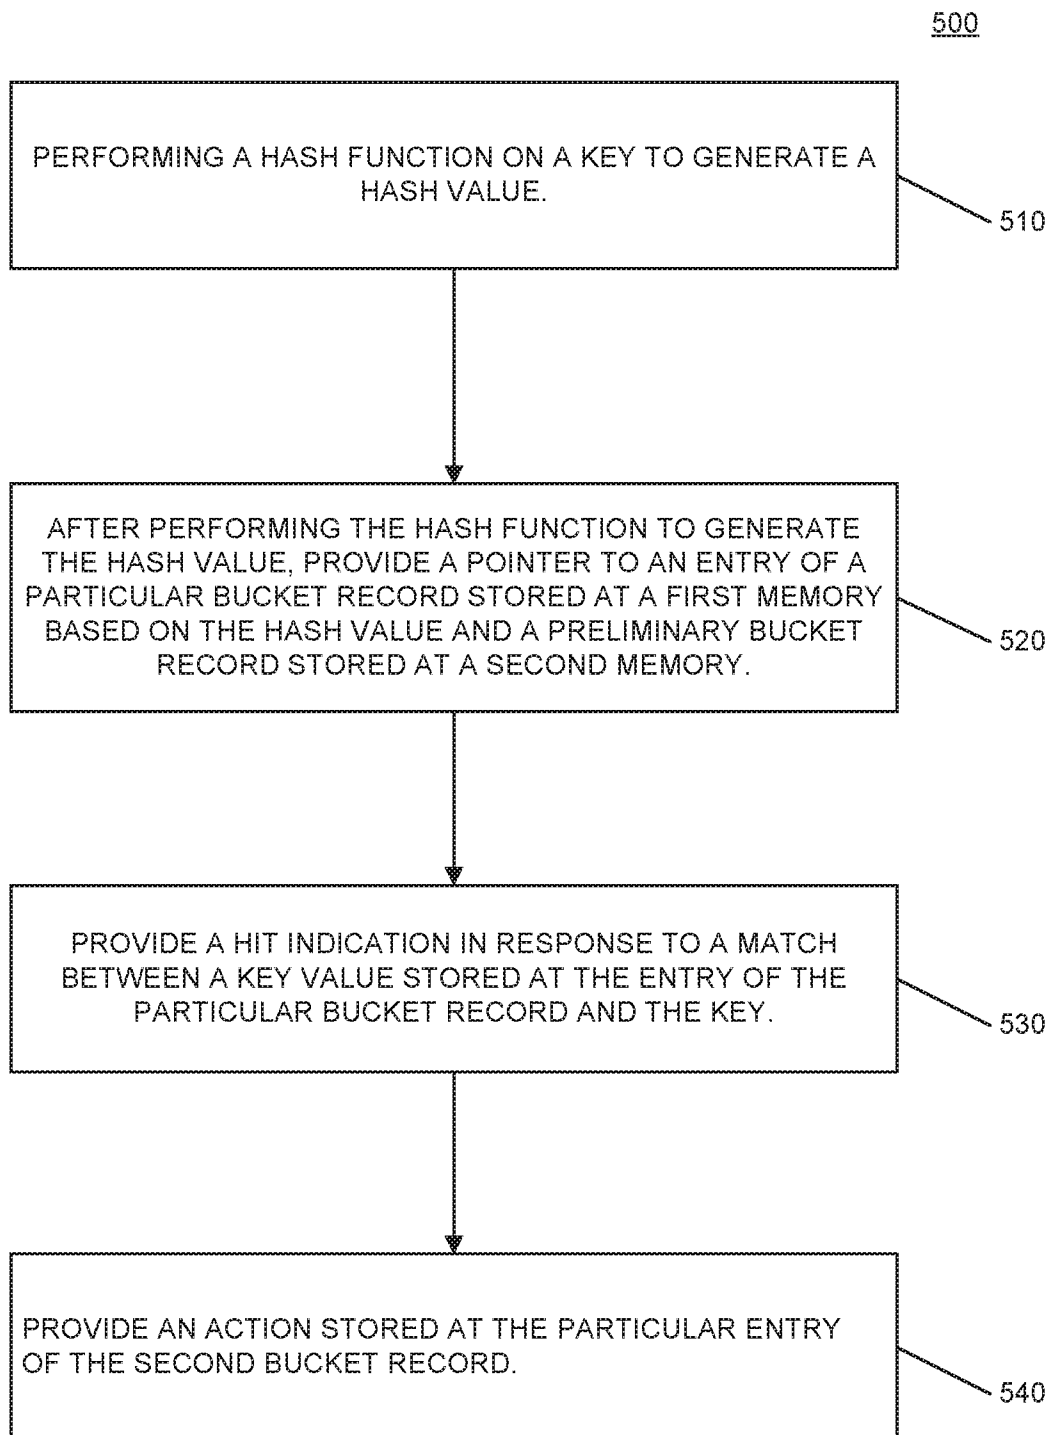 500
PERFORMING A HASH FUNCTION ON A KEY TO GENERATE A
HASH VALUE.
510
AFTER PERFORMING THE HASH FUNCTION TO GENERATE
THE HASH VALUE, PROVIDE A POINTER TO AN ENTRY OF A
PARTICULAR BUCKET RECORD STORED AT A FIRST MEMORY
BASED ON THE HASH VALUE AND A PRELIMINARY BUCKET
RECORD STORED AT A SECOND MEMORY.
520
PROVIDE A HIT INDICATION IN RESPONSE TO A MATCH
BETWEEN A KEY VALUE STORED AT THE ENTRY OF THE
PARTICULAR BUCKET RECORD AND THE KEY.
530
PROVIDE AN ACTION STORED AT THE PARTICULAR ENTRY
OF THE SECOND BUCKET RECORD.
540